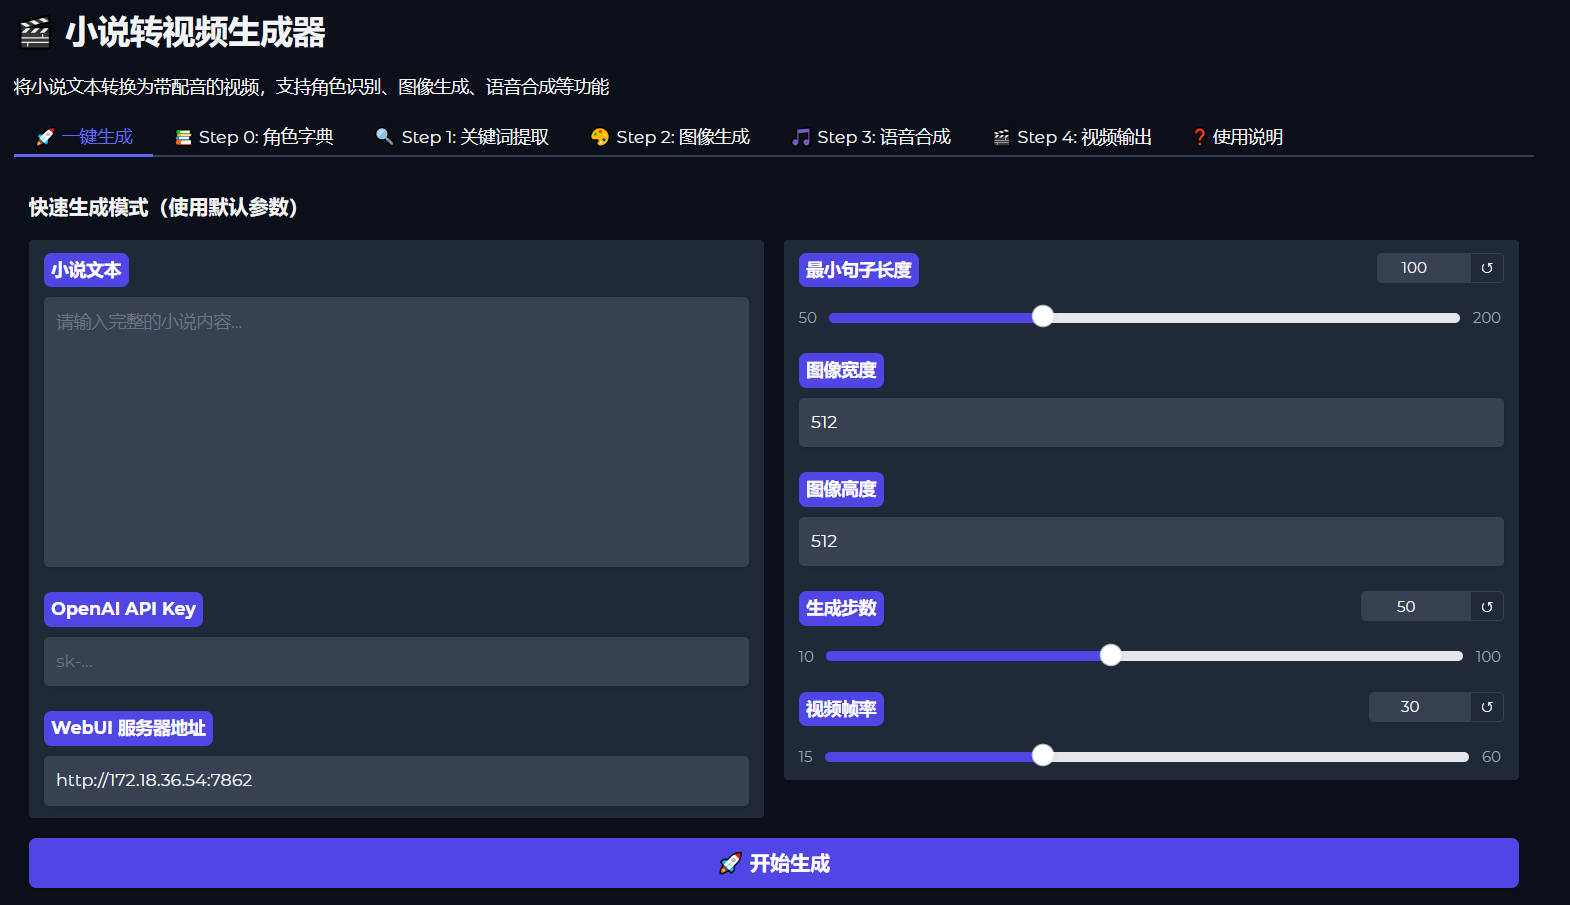 小说转视频生成器
将小说文本转换为带配音的视频，支持角色识别、图像生成、语音合成等功能
一键生成 Step 0: 角色字典 Step 1: 关键词提取 Step 2: 图像生成 Step 3: 语音合成 Step 4: 视频输出 使用说明
快速生成模式（使用默认参数）
小说文本
请输入完整的小说内容...
OpenAI API Key
sk-...
WebUI 服务器地址
http://172.18.36.54:7862
最小句子长度 100
50 200
图像宽度
512
图像高度
512
生成步数 50
10 100
视频帧率 30
15 60
开始生成